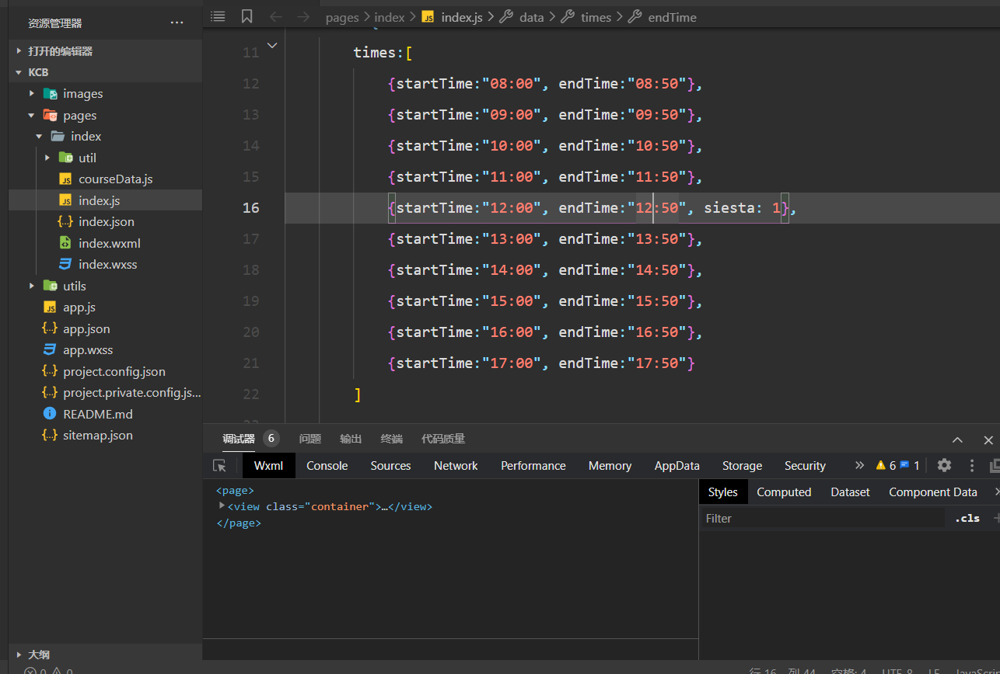 资源管理器 ···
打开的编辑器
KCB
images
pages
index
util
courseData.js
index.js
index.json
index.wxml
index.wxss
utils
app.js
app.json
app.wxss
project.config.json
project.private.config.js...
README.md
sitemap.json
大纲
0 0
pages > index > JS index.js > data > times > endTime
11 times:[
12 {startTime:"08:00", endTime:"08:50"},
13 {startTime:"09:00", endTime:"09:50"},
14 {startTime:"10:00", endTime:"10:50"},
15 {startTime:"11:00", endTime:"11:50"},
16 {startTime:"12:00", endTime:"12:50", siesta: 1},
17 {startTime:"13:00", endTime:"13:50"},
18 {startTime:"14:00", endTime:"14:50"},
19 {startTime:"15:00", endTime:"15:50"},
20 {startTime:"16:00", endTime:"16:50"},
21 {startTime:"17:00", endTime:"17:50"}
22 ]
调试器 6 问题 输出 终端 代码质量
Wxml Console Sources Network Performance Memory AppData Storage Security 6 1
<page>
<view class="container">…</view>
</page>
Styles Computed Dataset Component Data
Filter .cls
行 16，列 44 空格: 4 UTF-8 LF JavaScrip